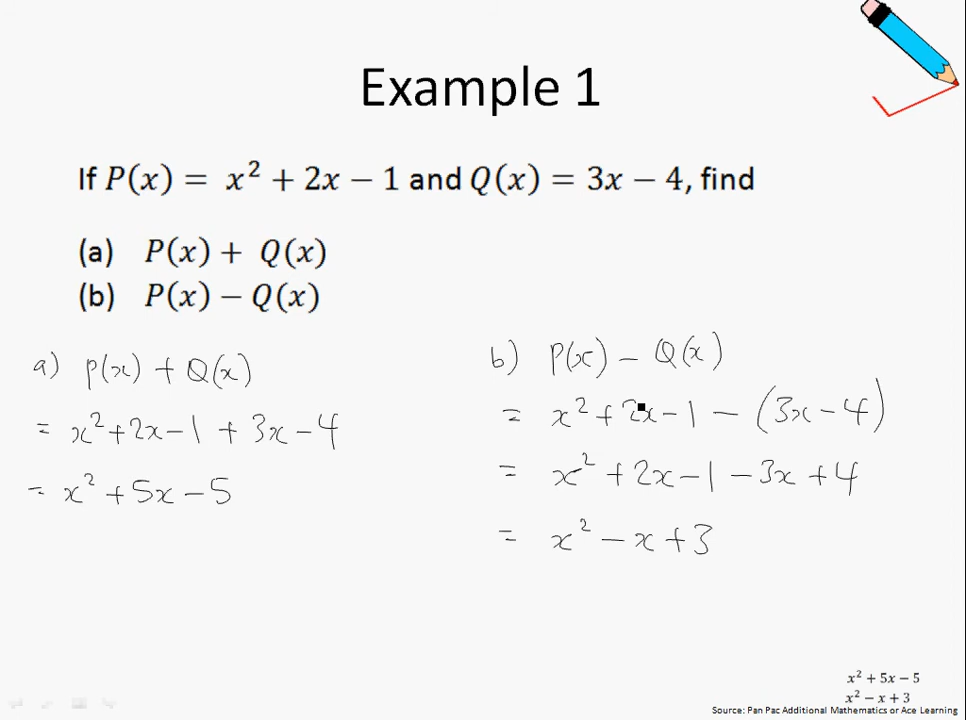 Example 1
If P(x) = x² + 2x − 1 and Q(x) = 3x − 4, find
(a) P(x) + Q(x)
(b) P(x) − Q(x)
a) P(x) + Q(x)
= x² + 2x − 1 + 3x − 4
= x² + 5x − 5
b) P(x) − Q(x)
= x² + 2x − 1 − (3x − 4)
= x² + 2x − 1 − 3x + 4
= x² − x + 3
x² + 5x − 5
x² − x + 3
Source: Pan Pac Additional Mathematics or Ace Learning